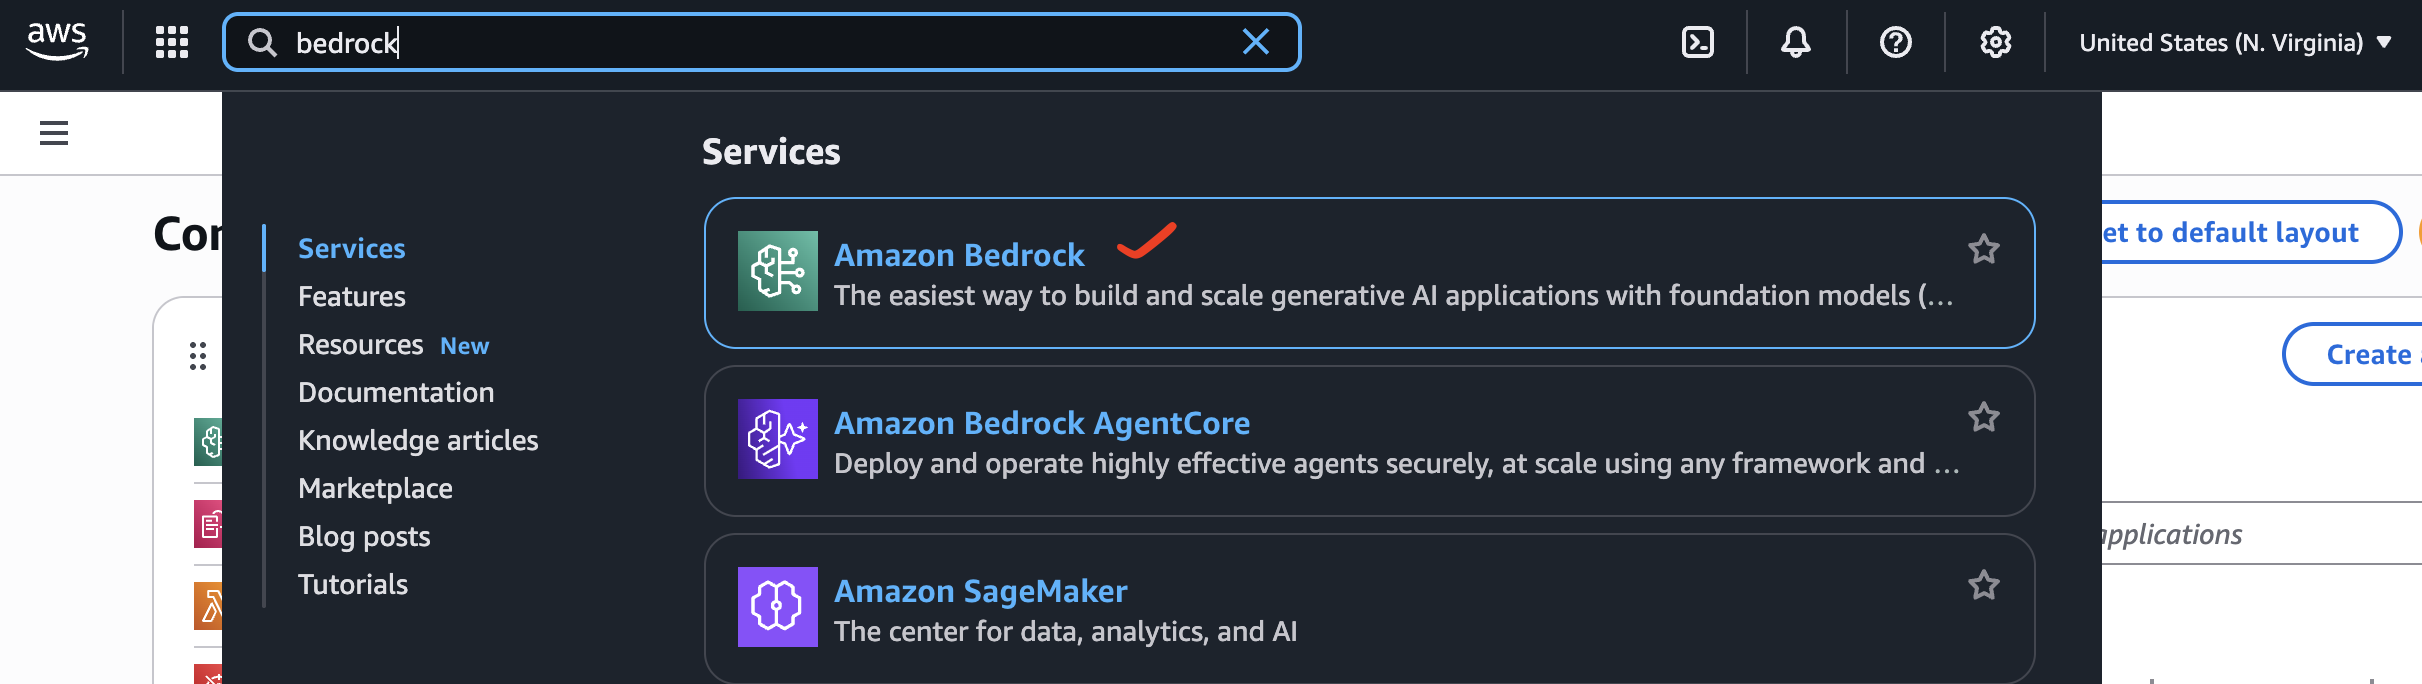 aws
bedrock
United States (N. Virginia)
Services
Services
Features
Resources New
Documentation
Knowledge articles
Marketplace
Blog posts
Tutorials
Amazon Bedrock
The easiest way to build and scale generative AI applications with foundation models (...
Amazon Bedrock AgentCore
Deploy and operate highly effective agents securely, at scale using any framework and ...
Amazon SageMaker
The center for data, analytics, and AI
Con
et to default layout
Create
applications